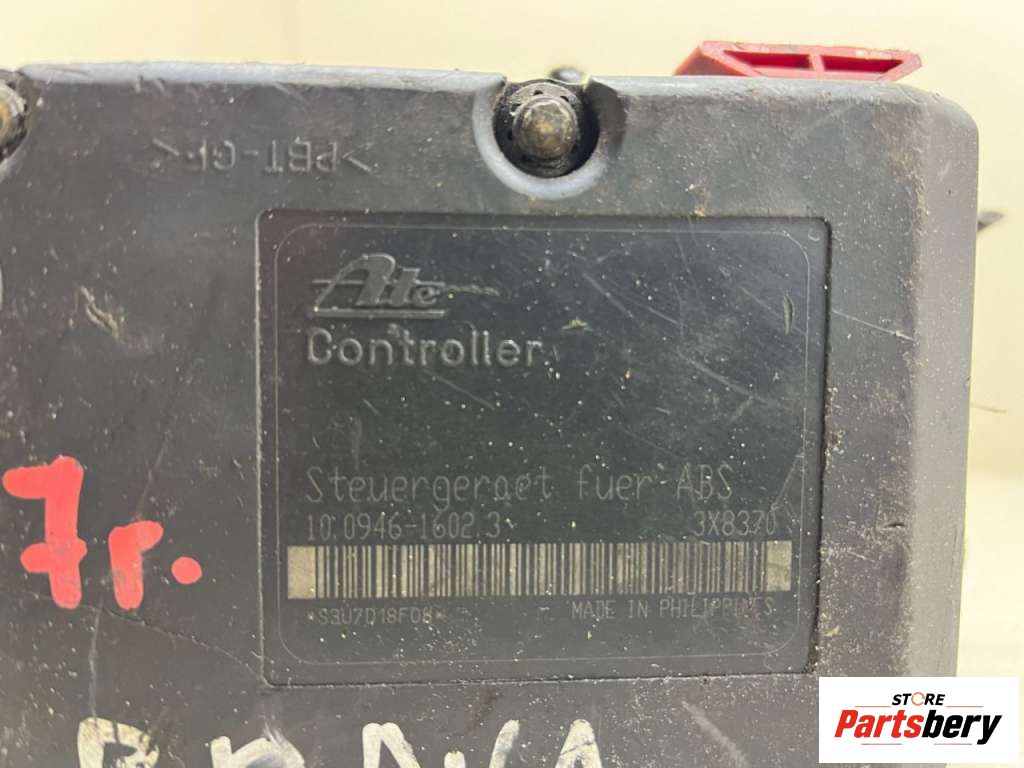 >PBT-GF<
Ate
Controller
Steuergeraet fuer ABS
10.0946-1602.3 3X8370
*S3U7D18F08*
MADE IN PHILIPPINES
7r.
STORE
Partsbery